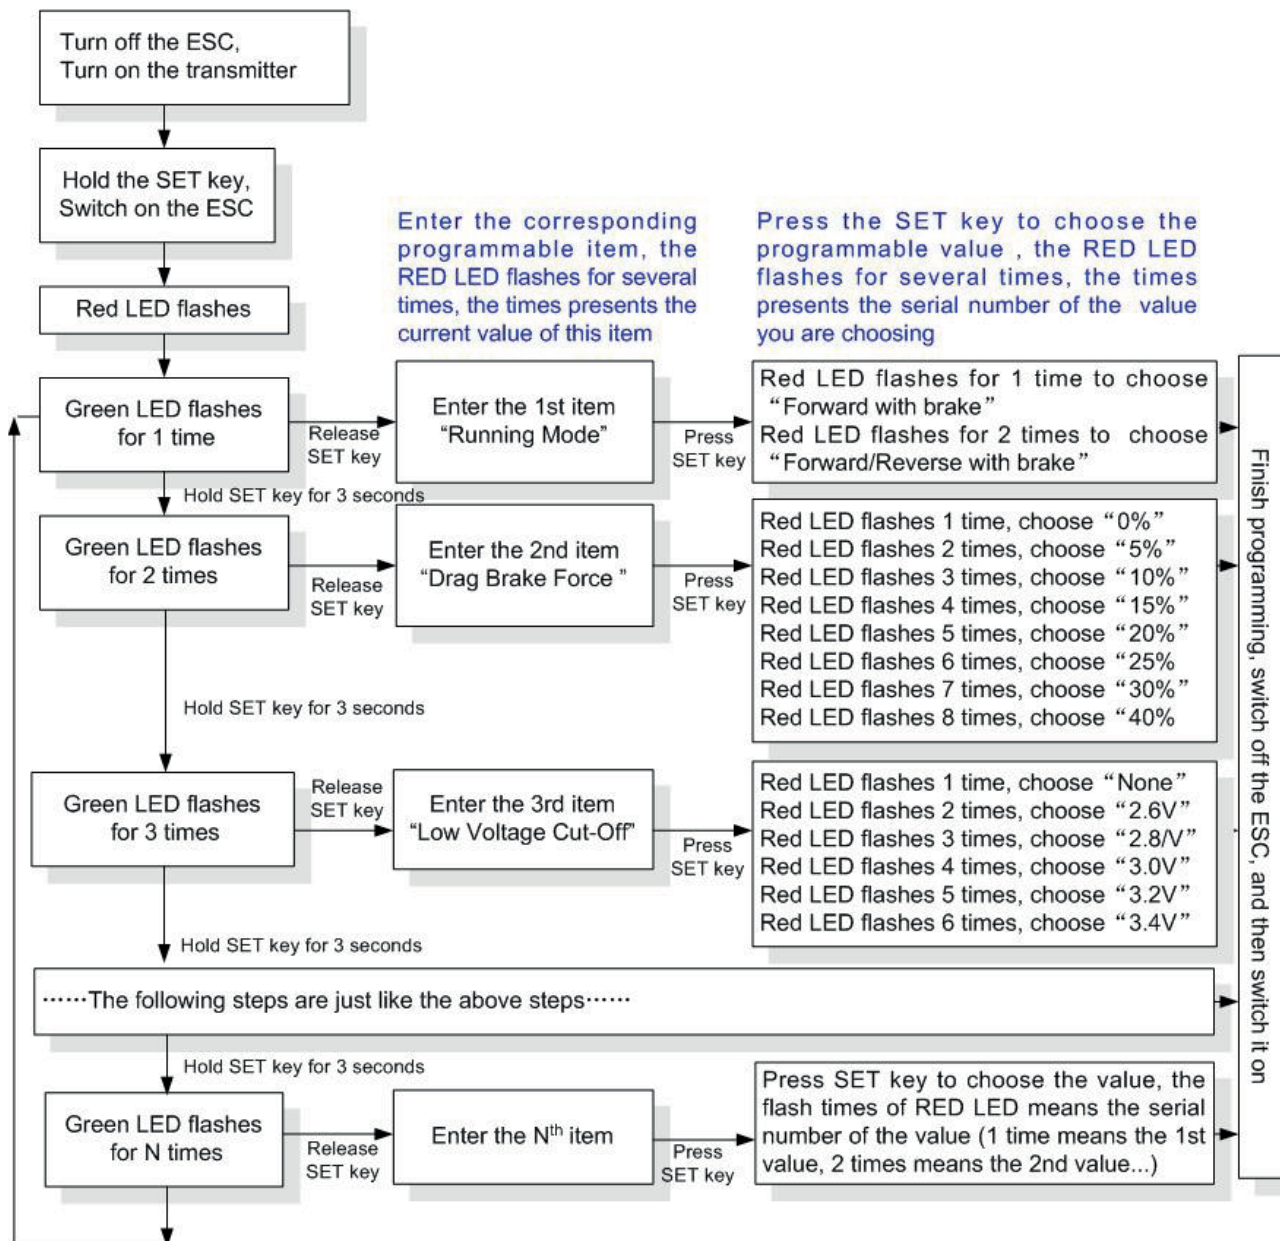 Turn off the ESC,
Turn on the transmitter
Hold the SET key,
Switch on the ESC
Red LED flashes
Enter the corresponding
programmable item, the
RED LED flashes for several
times, the times presents the
current value of this item
Press the SET key to choose the
programmable value , the RED LED
flashes for several times, the times
presents the serial number of the value
you are choosing
Green LED flashes
for 1 time
Release
SET key
Enter the 1st item
“Running Mode”
Press
SET key
Red LED flashes for 1 time to choose
“Forward with brake”
Red LED flashes for 2 times to choose
“Forward/Reverse with brake”
Hold SET key for 3 seconds
Green LED flashes
for 2 times
Release
SET key
Enter the 2nd item
“Drag Brake Force ”
Press
SET key
Red LED flashes 1 time, choose “0%”
Red LED flashes 2 times, choose “5%”
Red LED flashes 3 times, choose “10%”
Red LED flashes 4 times, choose “15%”
Red LED flashes 5 times, choose “20%”
Red LED flashes 6 times, choose “25%
Red LED flashes 7 times, choose “30%”
Red LED flashes 8 times, choose “40%
Hold SET key for 3 seconds
Green LED flashes
for 3 times
Release
SET key
Enter the 3rd item
“Low Voltage Cut-Off”
Press
SET key
Red LED flashes 1 time, choose “None”
Red LED flashes 2 times, choose “2.6V”
Red LED flashes 3 times, choose “2.8/V”
Red LED flashes 4 times, choose “3.0V”
Red LED flashes 5 times, choose “3.2V”
Red LED flashes 6 times, choose “3.4V”
Hold SET key for 3 seconds
······The following steps are just like the above steps······
Hold SET key for 3 seconds
Green LED flashes
for N times
Release
SET key
Enter the Nth item
Press
SET key
Press SET key to choose the value, the
flash times of RED LED means the serial
number of the value (1 time means the 1st
value, 2 times means the 2nd value...)
Finish programming, switch off the ESC, and then switch it on